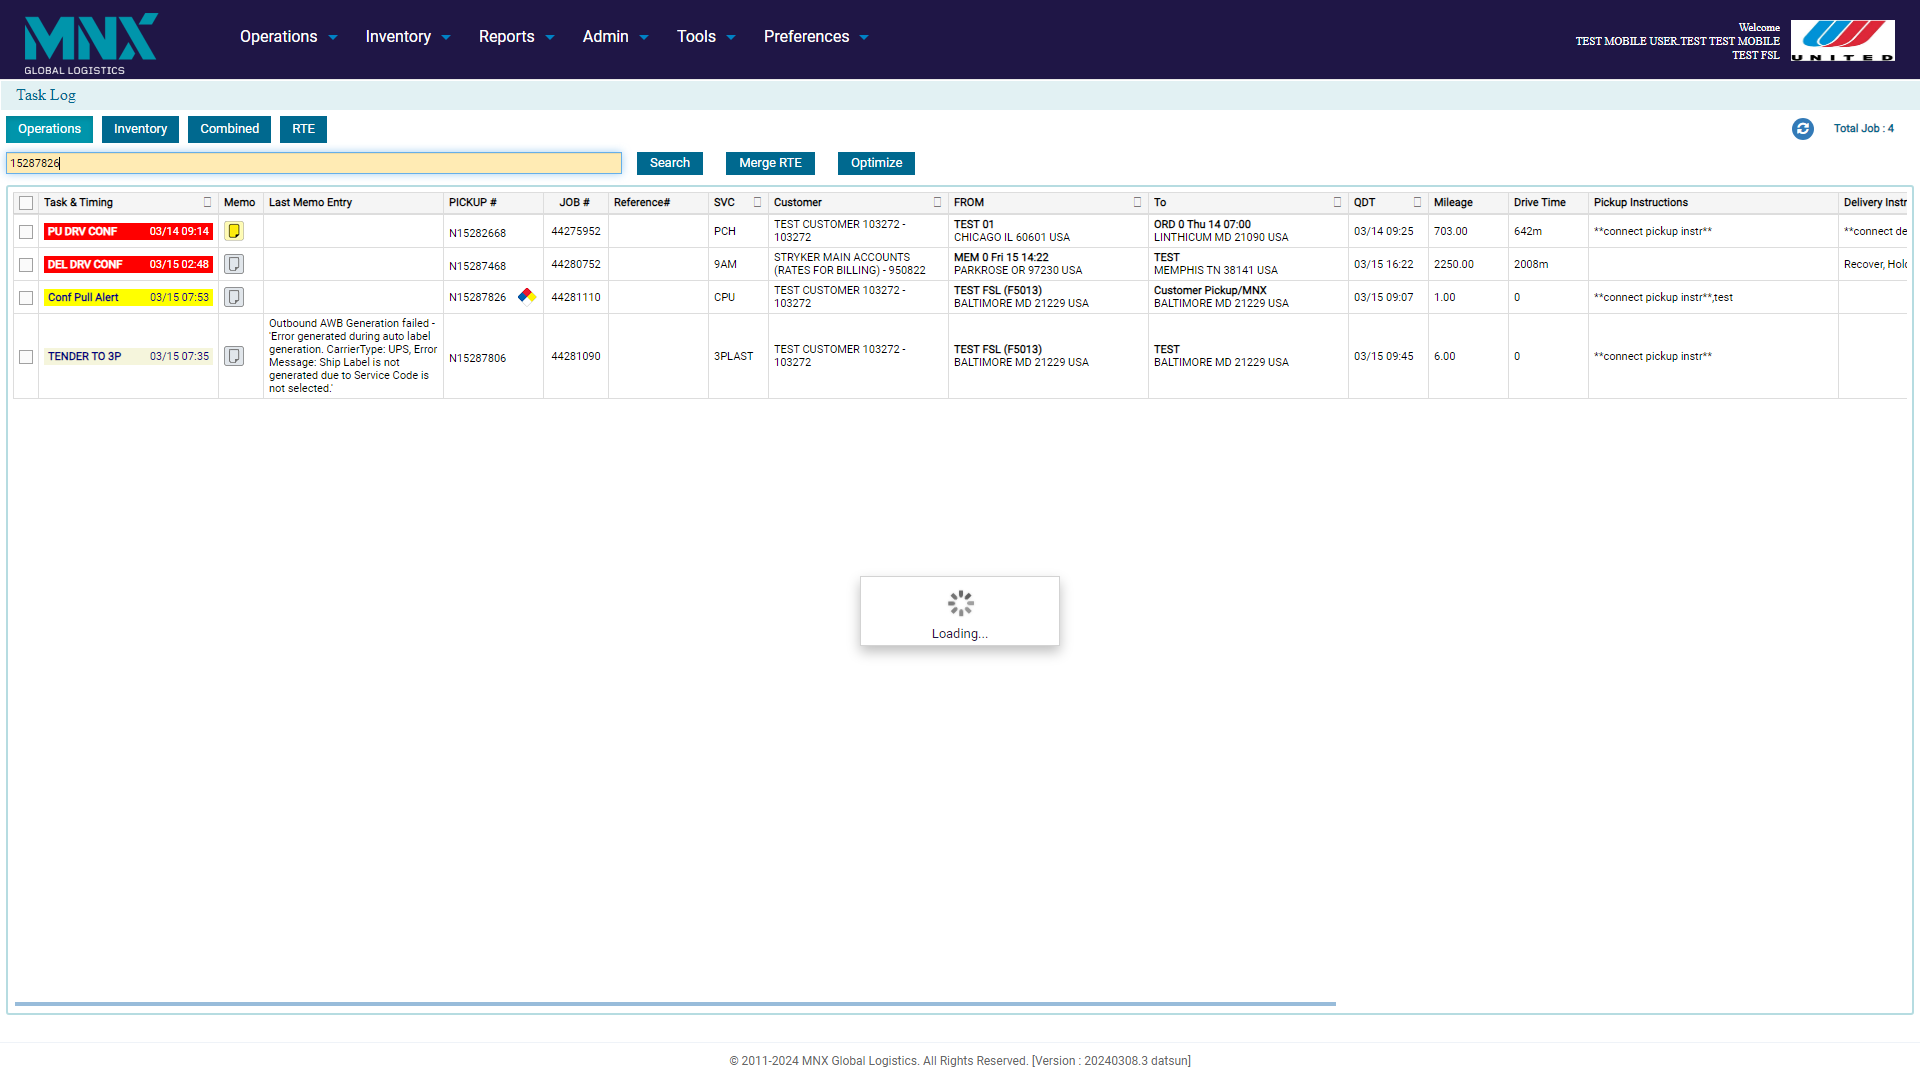 MNX
GLOBAL LOGISTICS
Operations Inventory Reports Admin Tools Preferences
Welcome
TEST MOBILE USER.TEST TEST MOBILE
TEST FSL
UNITED
Task Log
Operations Inventory Combined RTE
Total Job : 4
15287826 Search Merge RTE Optimize
Task & Timing Memo Last Memo Entry PICKUP # JOB # Reference# SVC Customer FROM To QDT Mileage Drive Time Pickup Instructions Delivery Instr
PU DRV CONF 03/14 09:14 N15282668 44275952 PCH TEST CUSTOMER 103272 - 103272 TEST 01 CHICAGO IL 60601 USA ORD 0 Thu 14 07:00 LINTHICUM MD 21090 USA 03/14 09:25 703.00 642m **connect pickup instr** **connect de
DEL DRV CONF 03/15 02:48 N15287468 44280752 9AM STRYKER MAIN ACCOUNTS (RATES FOR BILLING) - 950822 MEM 0 Fri 15 14:22 PARKROSE OR 97230 USA TEST MEMPHIS TN 38141 USA 03/15 16:22 2250.00 2008m Recover, Hold
Conf Pull Alert 03/15 07:53 N15287826 44281110 CPU TEST CUSTOMER 103272 - 103272 TEST FSL (F5013) BALTIMORE MD 21229 USA Customer Pickup/MNX BALTIMORE MD 21229 USA 03/15 09:07 1.00 0 **connect pickup instr**,test
TENDER TO 3P 03/15 07:35 Outbound AWB Generation failed - 'Error generated during auto label generation. CarrierType: UPS, Error Message: Ship Label is not generated due to Service Code is not selected.' N15287806 44281090 3PLAST TEST CUSTOMER 103272 - 103272 TEST FSL (F5013) BALTIMORE MD 21229 USA TEST BALTIMORE MD 21229 USA 03/15 09:45 6.00 0 **connect pickup instr**
Loading...
© 2011-2024 MNX Global Logistics. All Rights Reserved. [Version : 20240308.3 datsun]